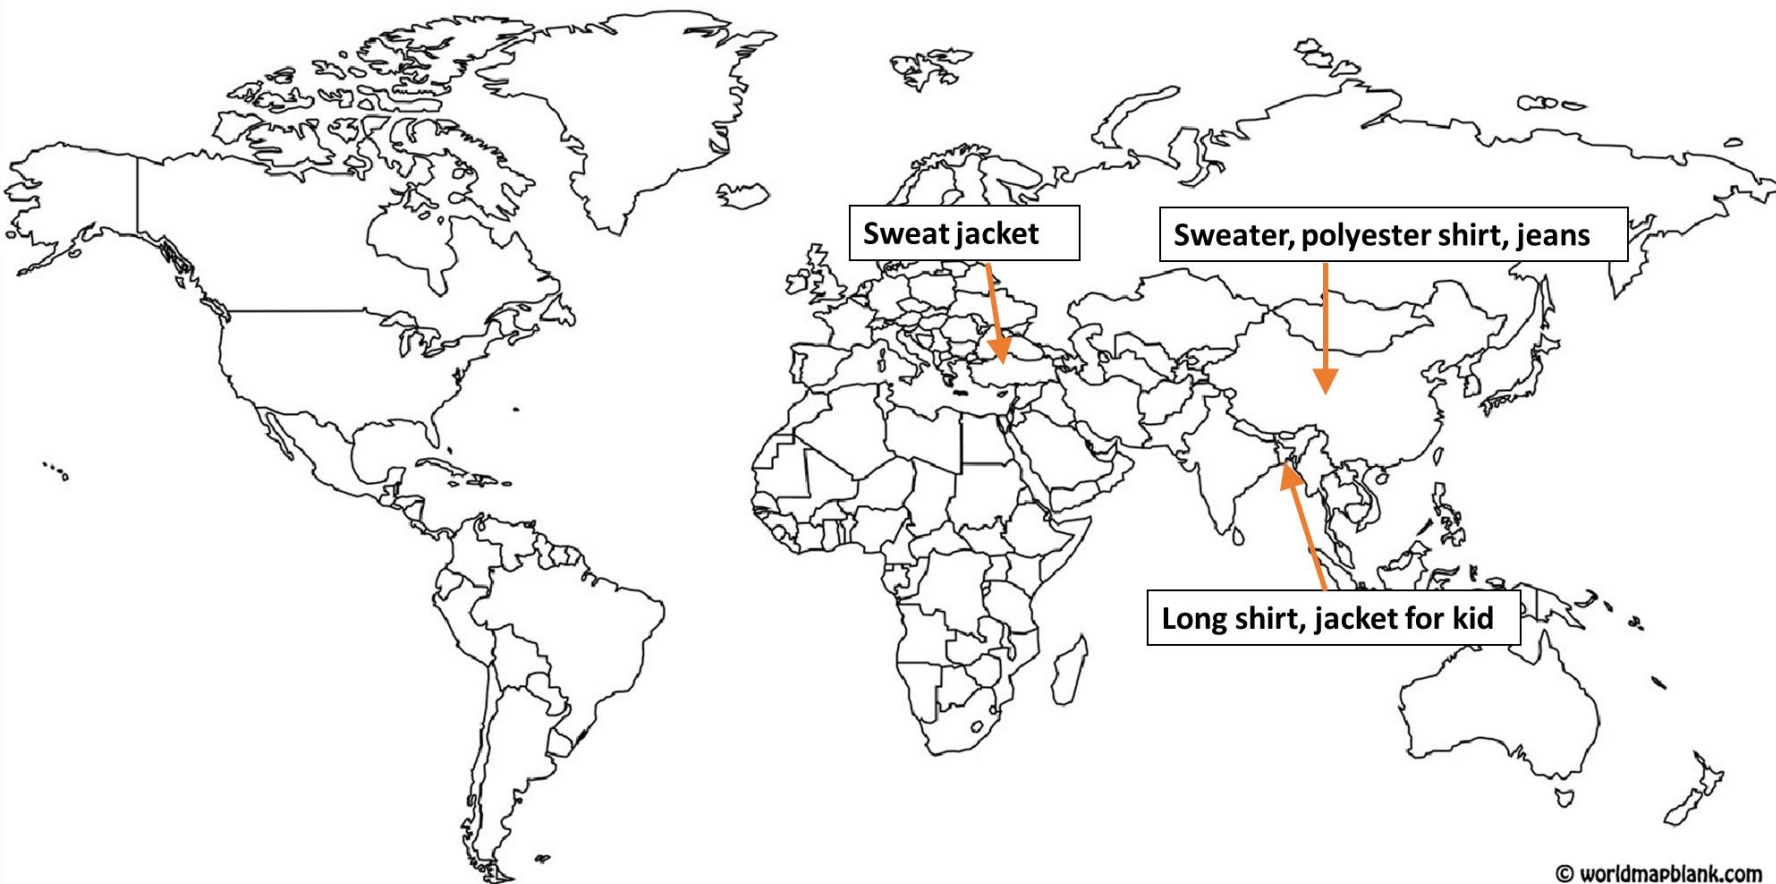 Sweat jacket
Sweater, polyester shirt, jeans
Long shirt, jacket for kid
© worldmapblank.com